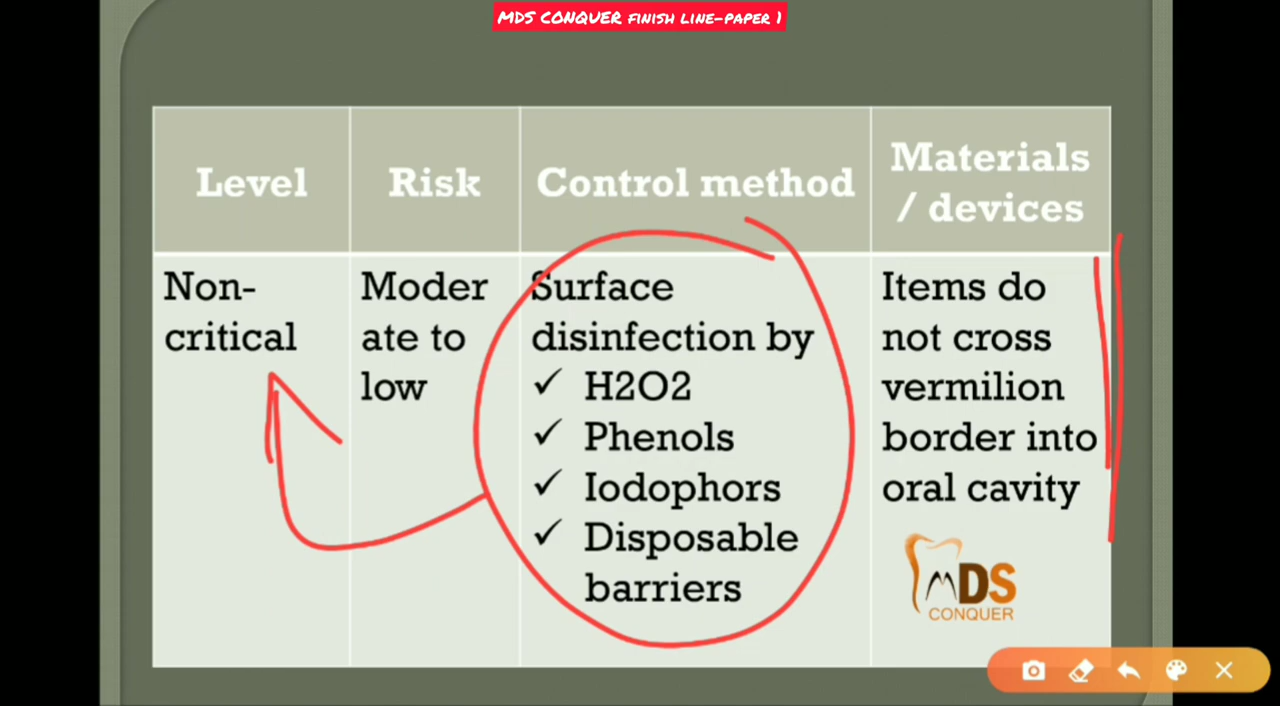 MDS CONQUER FINISH LINE-PAPER 1
Level
Risk
Control method
Materials
/ devices
Non-
critical
Moder
ate to
low
Surface
disinfection by
✓ H2O2
✓ Phenols
✓ Iodophors
✓ Disposable
barriers
Items do
not cross
vermilion
border into
oral cavity
MDS
CONQUER